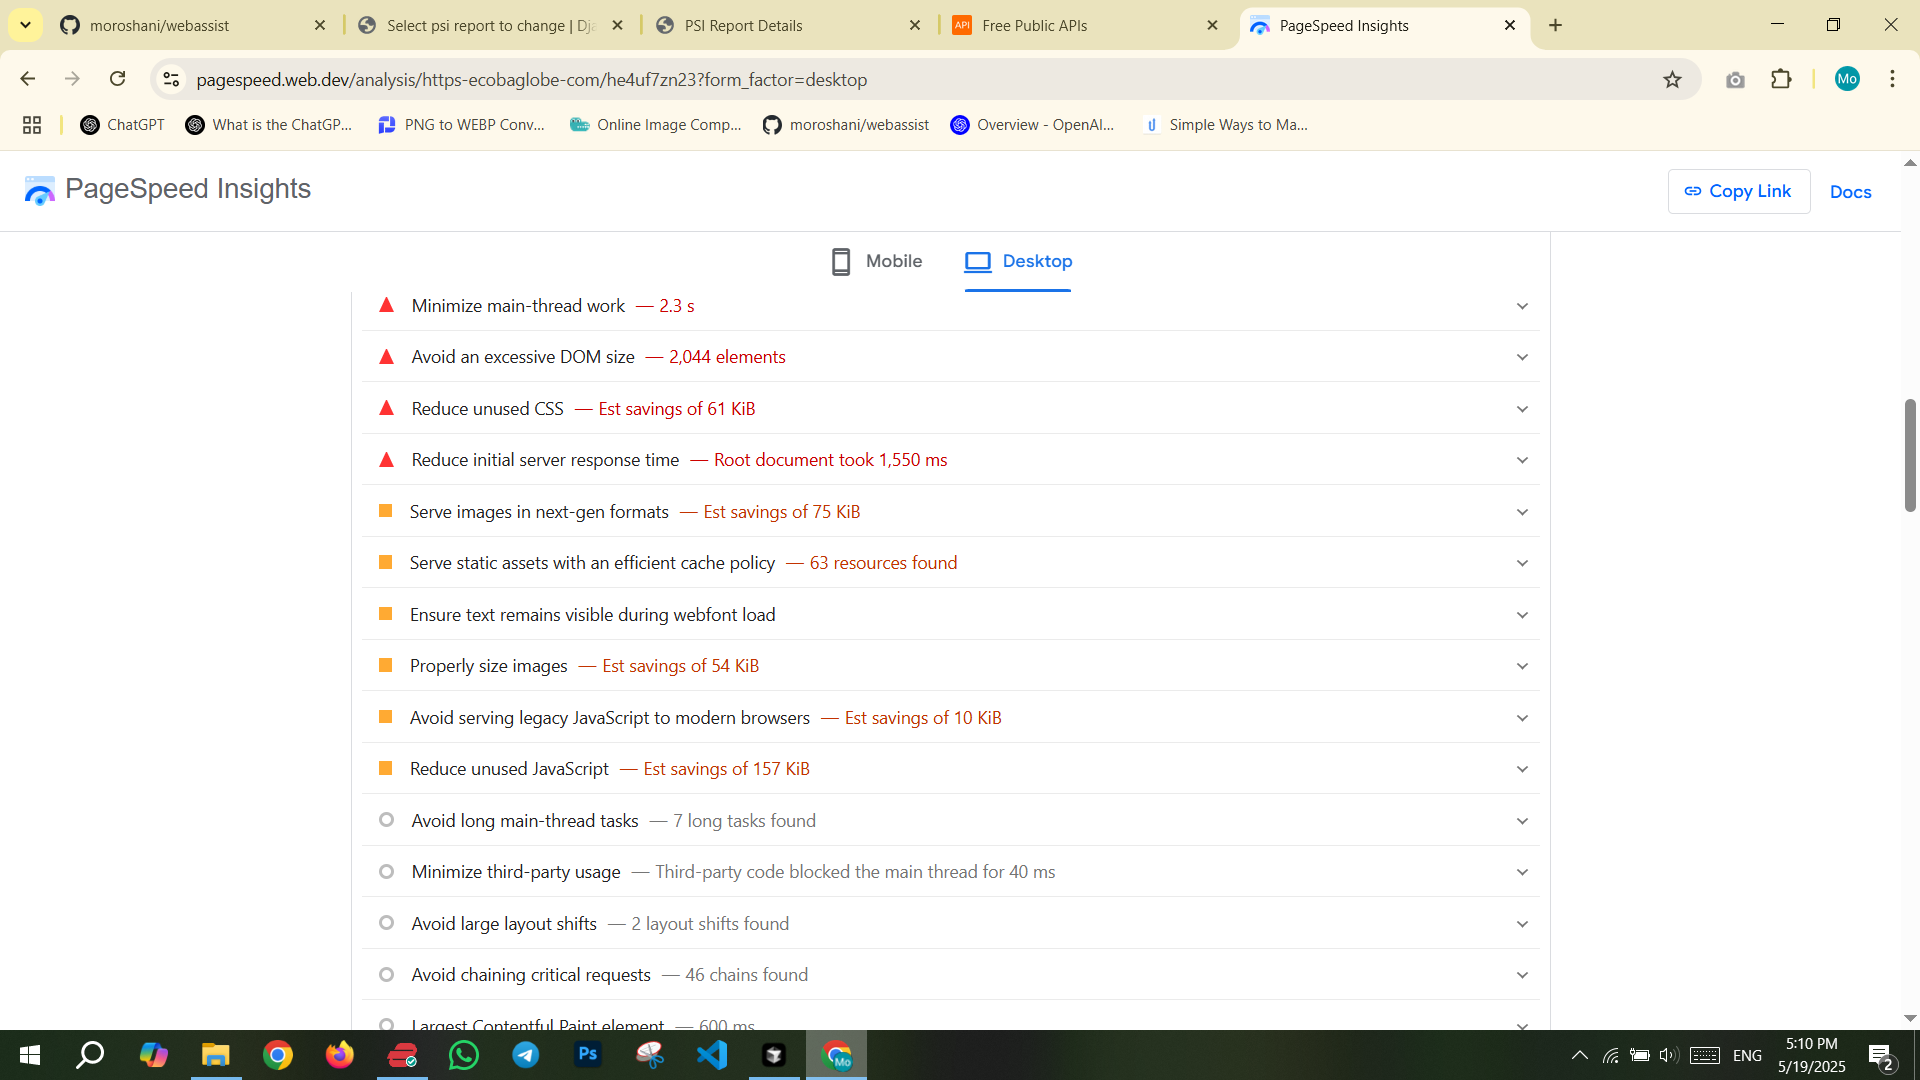 moroshani/webassist
Select psi report to change | Dja
PSI Report Details
API
Free Public APIs
PageSpeed Insights
pagespeed.web.dev/analysis/https-ecobaglobe-com/he4uf7zn23?form_factor=desktop
Mo
ChatGPT
What is the ChatGP...
PNG to WEBP Conv...
Online Image Comp...
moroshani/webassist
Overview - OpenAI...
Simple Ways to Ma...
PageSpeed Insights
Copy Link
Docs
Mobile
Desktop
Minimize main-thread work — 2.3 s
Avoid an excessive DOM size — 2,044 elements
Reduce unused CSS — Est savings of 61 KiB
Reduce initial server response time — Root document took 1,550 ms
Serve images in next-gen formats — Est savings of 75 KiB
Serve static assets with an efficient cache policy — 63 resources found
Ensure text remains visible during webfont load
Properly size images — Est savings of 54 KiB
Avoid serving legacy JavaScript to modern browsers — Est savings of 10 KiB
Reduce unused JavaScript — Est savings of 157 KiB
Avoid long main-thread tasks — 7 long tasks found
Minimize third-party usage — Third-party code blocked the main thread for 40 ms
Avoid large layout shifts — 2 layout shifts found
Avoid chaining critical requests — 46 chains found
Largest Contentful Paint element — 600 ms
Ps
Mo
ENG
5:10 PM
5/19/2025
2